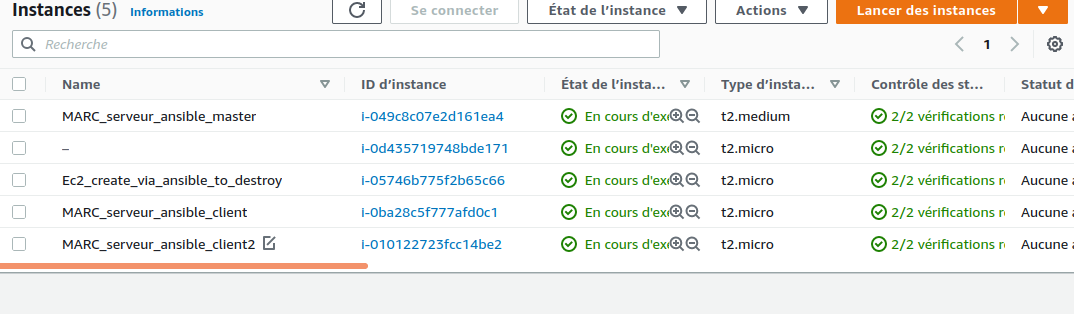 Instances (5) Informations Se connecter État de l’instance Actions Lancer des instances
Recherche 1
Name ID d’instance État de l’insta... Type d’insta... Contrôle des st... Statut d
MARC_serveur_ansible_master i-049c8c07e2d161ea4 En cours d'exé t2.medium 2/2 vérifications r Aucune a
– i-0d435719748bde171 En cours d'exé t2.micro 2/2 vérifications r Aucune a
Ec2_create_via_ansible_to_destroy i-05746b775f2b65c66 En cours d'exé t2.micro 2/2 vérifications r Aucune a
MARC_serveur_ansible_client i-0ba28c5f777afd0c1 En cours d'exé t2.micro 2/2 vérifications r Aucune a
MARC_serveur_ansible_client2 i-010122723fcc14be2 En cours d'exé t2.micro 2/2 vérifications r Aucune a